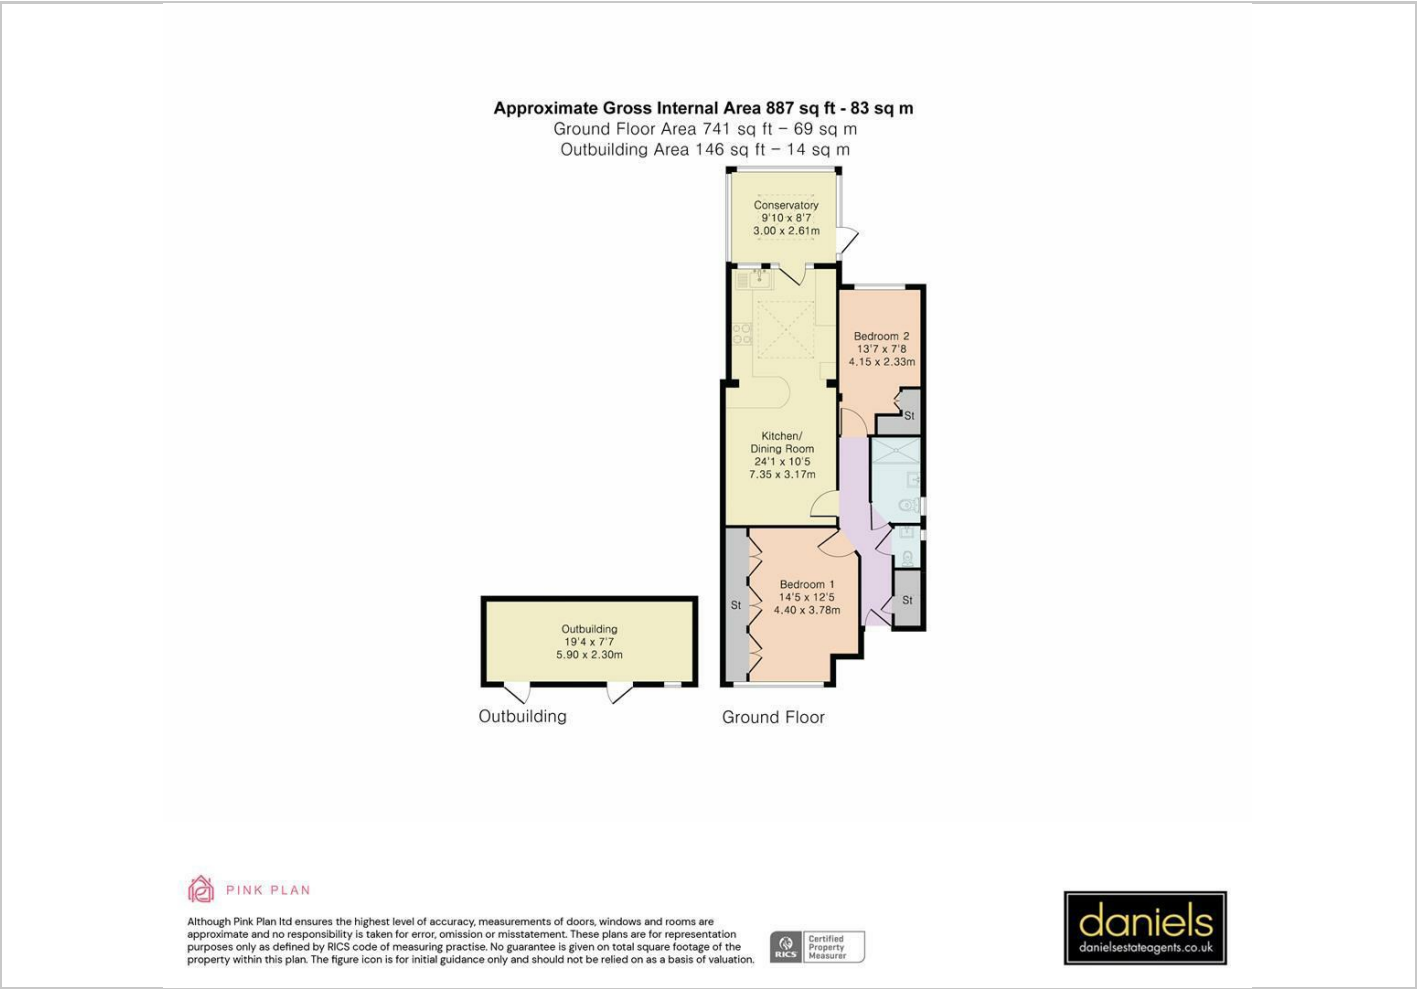 Approximate Gross Internal Area 887 sq ft - 83 sq m
Ground Floor Area 741 sq ft – 69 sq m
Outbuilding Area 146 sq ft – 14 sq m
Conservatory
9'10 x 8'7
3.00 x 2.61m
Bedroom 2
13'7 x 7'8
4.15 x 2.33m
St
Kitchen/
Dining Room
24'1 x 10'5
7.35 x 3.17m
Bedroom 1
14'5 x 12'5
4.40 x 3.78m
St
St
Outbuilding
19'4 x 7'7
5.90 x 2.30m
Outbuilding
Ground Floor
PINK PLAN
Although Pink Plan ltd ensures the highest level of accuracy, measurements of doors, windows and rooms are
approximate and no responsibility is taken for error, omission or misstatement. These plans are for representation
purposes only as defined by RICS code of measuring practise. No guarantee is given on total square footage of the
property within this plan. The figure icon is for initial guidance only and should not be relied on as a basis of valuation.
RICS
Certified
Property
Measurer
daniels
danielsestateagents.co.uk